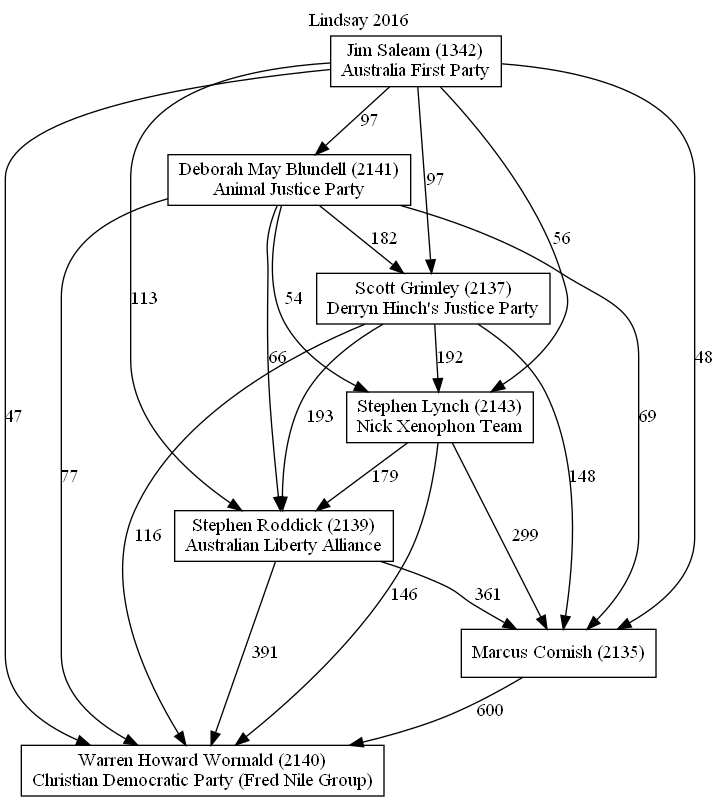 Lindsay 2016
Jim Saleam (1342)
Australia First Party
97
Deborah May Blundell (2141)
Animal Justice Party
97
182
56
Scott Grimley (2137)
Derryn Hinch's Justice Party
113
54
66
192
48
Stephen Lynch (2143)
Nick Xenophon Team
47
193
69
77
179
148
Stephen Roddick (2139)
Australian Liberty Alliance
116
299
146
361
391
Marcus Cornish (2135)
600
Warren Howard Wormald (2140)
Christian Democratic Party (Fred Nile Group)